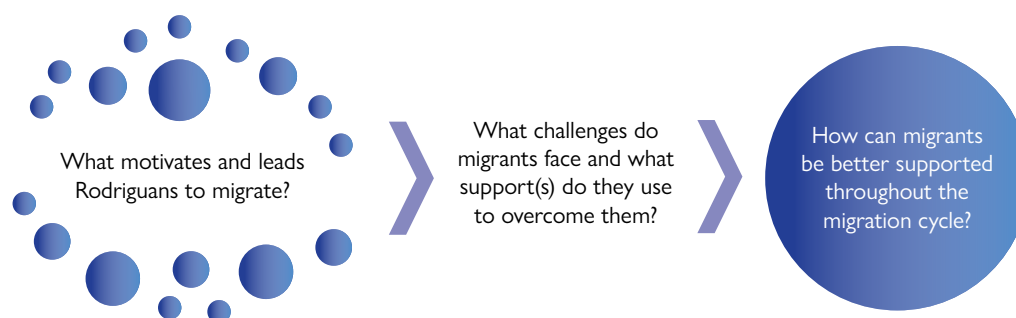 What motivates and leads
Rodriguans to migrate?
What challenges do
migrants face and what
support(s) do they use
to overcome them?
How can migrants
be better supported
throughout the
migration cycle?